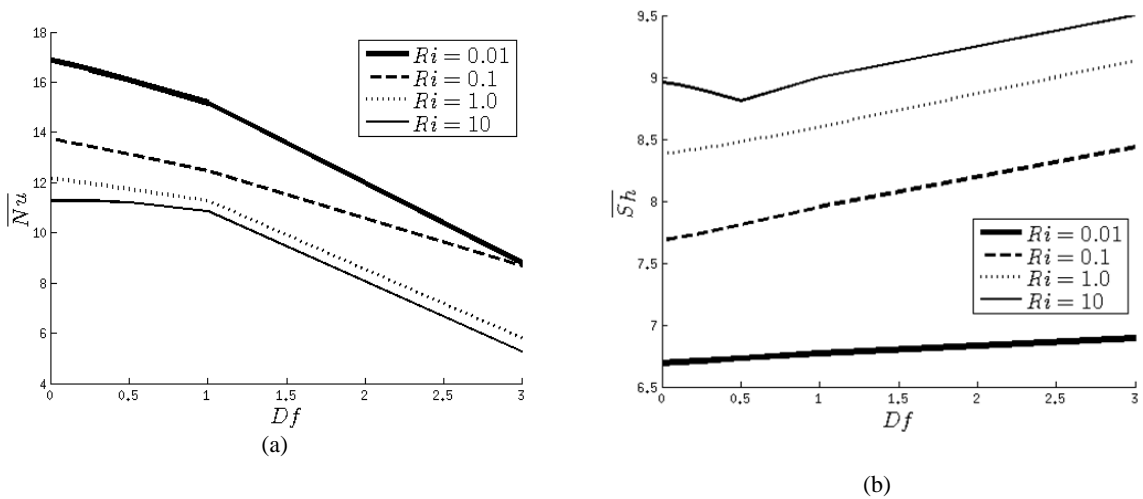 18
16
14
12
10
8
6
4
Nu
0
0.5
1
1.5
2
2.5
3
Df
Ri = 0.01
Ri = 0.1
Ri = 1.0
Ri = 10
(a)
9.5
9
8.5
8
7.5
7
6.5
Sh
0
0.5
1
1.5
2
2.5
3
Df
Ri = 0.01
Ri = 0.1
Ri = 1.0
Ri = 10
(b)